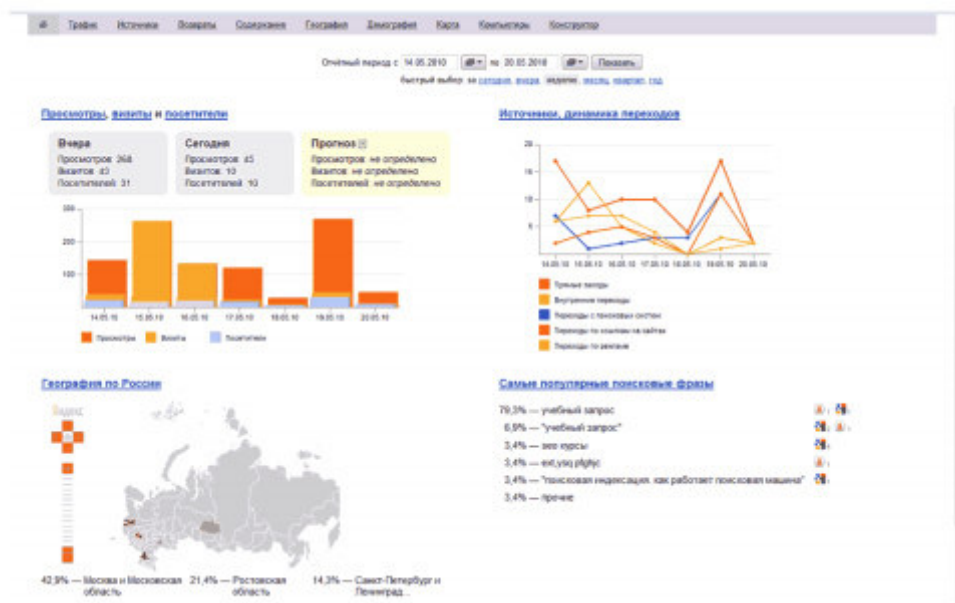 Трафик Источники Возвраты Содержание География Демография Карта Компьютеры Конструктор
Отчётный период с 14.05.2010 по 20.05.2010 Показать
быстрый выбор: за сегодня, вчера, неделю, месяц, квартал, год
Просмотры, визиты и посетители
Вчера
Просмотров: 268
Визитов: 43
Посетителей: 31
Сегодня
Просмотров: 45
Визитов: 10
Посетителей: 10
Прогноз
Просмотров: не определено
Визитов: не определено
Посетителей: не определено
300
200
100
14.05.10 15.05.10 16.05.10 17.05.10 18.05.10 19.05.10 20.05.10
Просмотры Визиты Посетители
Источники, динамика переходов
20
15
10
5
14.05.10 15.05.10 16.05.10 17.05.10 18.05.10 19.05.10 20.05.10
Прямые заходы
Внутренние переходы
Переходы с поисковых систем
Переходы по ссылкам на сайтах
Переходы по рекламе
География по России
Яндекс
42,9% — Москва и Московская область
21,4% — Ростовская область
14,3% — Санкт-Петербург и Ленинград...
Самые популярные поисковые фразы
79,3% — учебный запрос
6,9% — "учебный запрос"
3,4% — seo курсы
3,4% — ext,ysq pfghjc
3,4% — "поисковая индексация. как работает поисковая машина"
3,4% — прочие